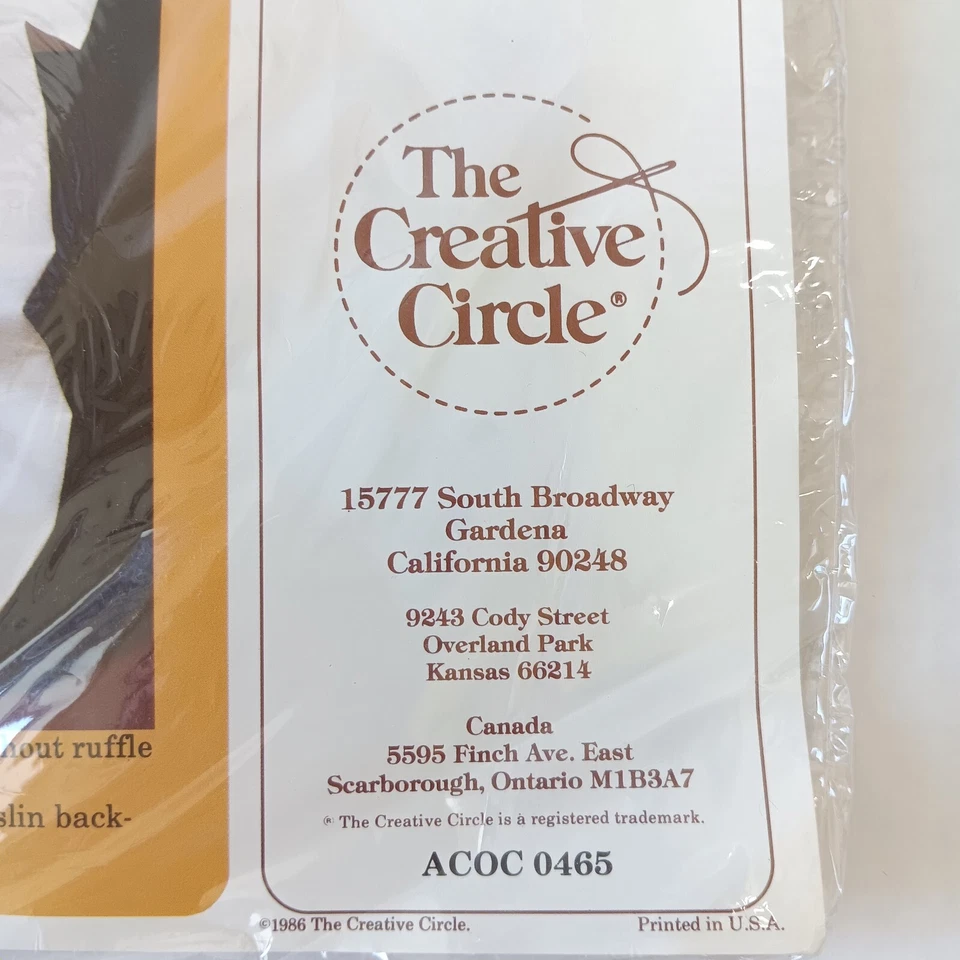 The
Creative
Circle®
15777 South Broadway
Gardena
California 90248
9243 Cody Street
Overland Park
Kansas 66214
Canada
5595 Finch Ave. East
Scarborough, Ontario M1B3A7
® The Creative Circle is a registered trademark.
ACOC 0465
©1986 The Creative Circle.
Printed in U.S.A.
hout ruffle
slin back-